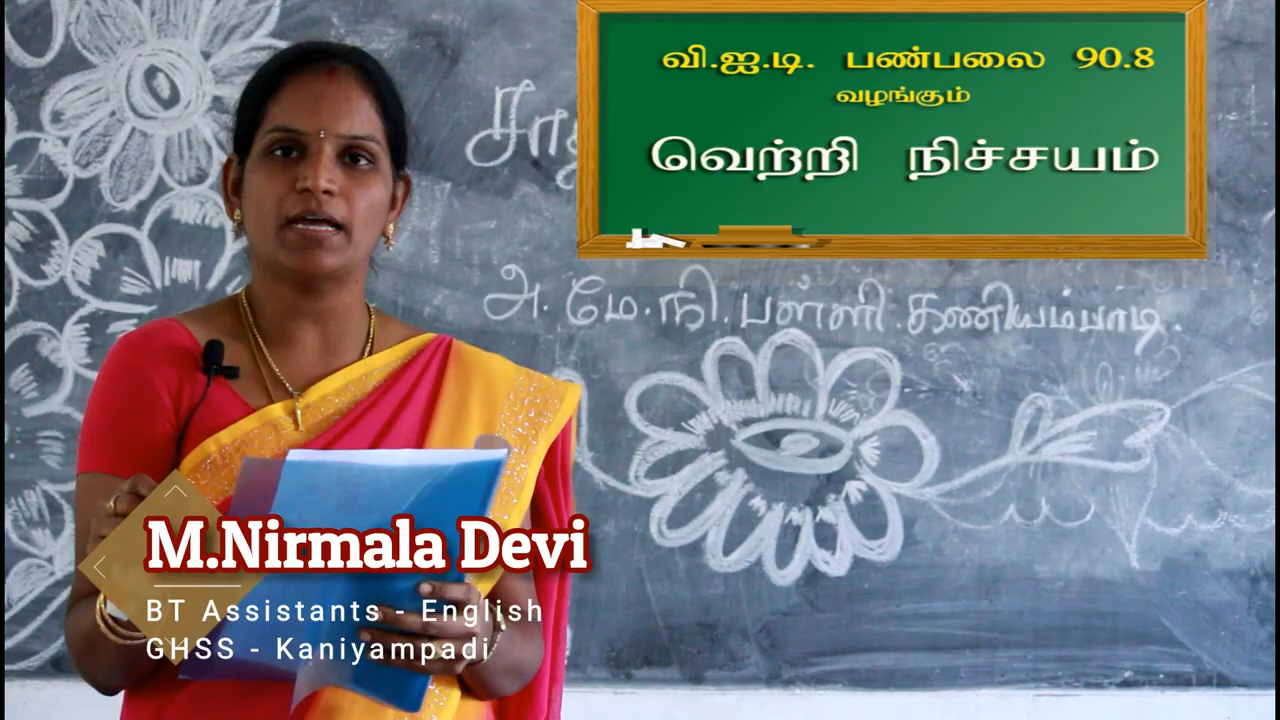 வி.ஐ.டி. பண்பலை 90.8
வழங்கும்
வெற்றி நிச்சயம்
அ. மே.நி. பள்ளி கணியம்பாடி.
M.Nirmala Devi
BT Assistants - English
GHSS - Kaniyampadi